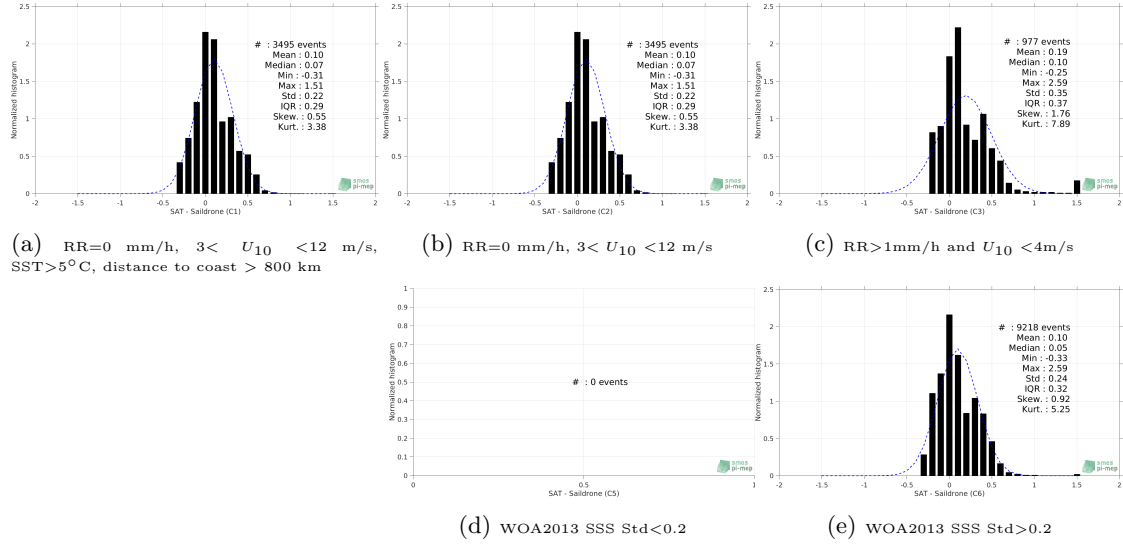 2.5
2
1.5
1
0.5
0
Normalized histogram
# : 3495 events
Mean : 0.10
Median : 0.07
Min : -0.31
Max : 1.51
Std : 0.22
IQR : 0.29
Skew. : 0.55
Kurt. : 3.38
smos
pi-mep
-2 -1.5 -1 -0.5 0 0.5 1 1.5 2
SAT - Saildrone (C1)
(a) RR=0 mm/h, 3< U10 <12 m/s,
SST>5°C, distance to coast > 800 km
2.5
2
1.5
1
0.5
0
Normalized histogram
# : 3495 events
Mean : 0.10
Median : 0.07
Min : -0.31
Max : 1.51
Std : 0.22
IQR : 0.29
Skew. : 0.55
Kurt. : 3.38
smos
pi-mep
-2 -1.5 -1 -0.5 0 0.5 1 1.5 2
SAT - Saildrone (C2)
(b) RR=0 mm/h, 3< U10 <12 m/s
2.5
2
1.5
1
0.5
0
Normalized histogram
# : 977 events
Mean : 0.19
Median : 0.10
Min : -0.25
Max : 2.59
Std : 0.35
IQR : 0.37
Skew. : 1.76
Kurt. : 7.89
smos
pi-mep
-2 -1.5 -1 -0.5 0 0.5 1 1.5 2
SAT - Saildrone (C3)
(c) RR>1mm/h and U10 <4m/s
1
0.9
0.8
0.7
0.6
0.5
0.4
0.3
0.2
0.1
0
Normalized histogram
# : 0 events
smos
pi-mep
0 0.5 1
SAT - Saildrone (C5)
(d) WOA2013 SSS Std<0.2
2.5
2
1.5
1
0.5
0
Normalized histogram
# : 9218 events
Mean : 0.10
Median : 0.05
Min : -0.33
Max : 2.59
Std : 0.24
IQR : 0.32
Skew. : 0.92
Kurt. : 5.25
smos
pi-mep
-2 -1.5 -1 -0.5 0 0.5 1 1.5 2
SAT - Saildrone (C6)
(e) WOA2013 SSS Std>0.2